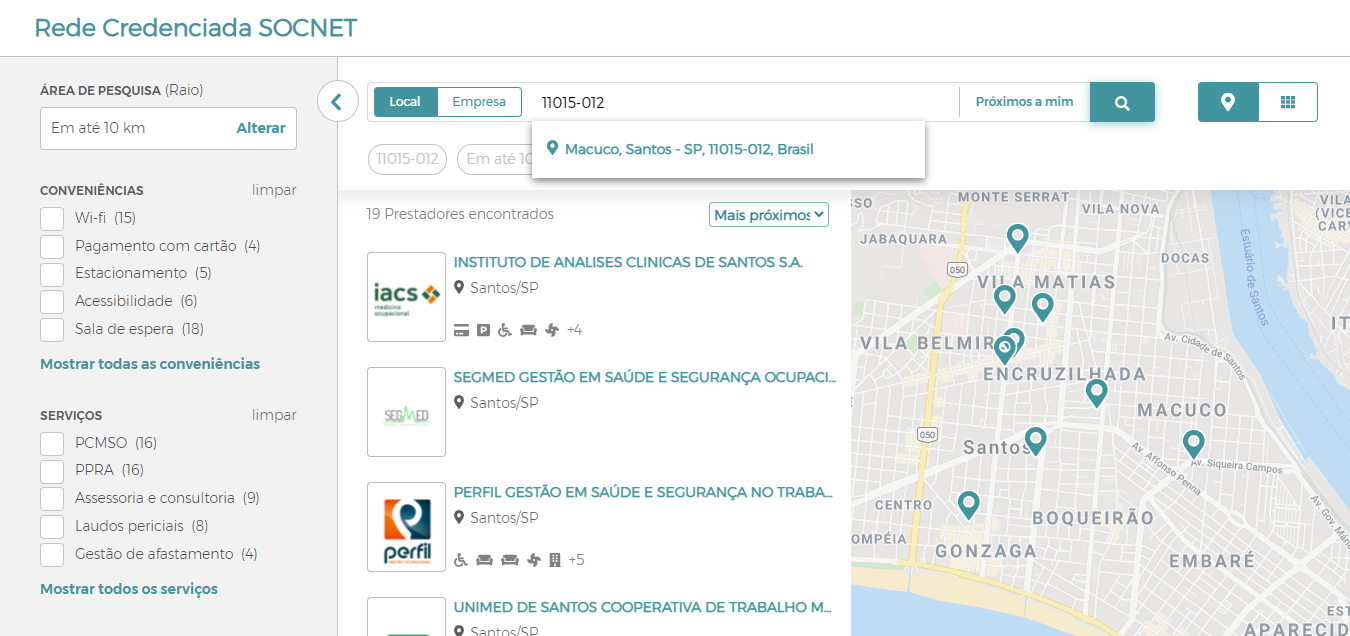 Rede Credenciada SOCNET
ÁREA DE PESQUISA (Raio)
Em até 10 km Alterar
CONVENIÊNCIAS limpar
Wi-fi (15)
Pagamento com cartão (4)
Estacionamento (5)
Acessibilidade (6)
Sala de espera (18)
Mostrar todas as conveniências
SERVIÇOS limpar
PCMSO (16)
PPRA (16)
Assessoria e consultoria (9)
Laudos periciais (8)
Gestão de afastamento (4)
Mostrar todos os serviços
Local Empresa 11015-012 Próximos a mim
Macuco, Santos - SP, 11015-012, Brasil
11015-012 Em até 10
19 Prestadores encontrados Mais próximos
iacs
medicina
ocupacional
INSTITUTO DE ANALISES CLINICAS DE SANTOS S.A.
Santos/SP
+4
SEGMED
SEGMED GESTÃO EM SAÚDE E SEGURANÇA OCUPACI...
Santos/SP
perfil
PERFIL GESTÃO EM SAÚDE E SEGURANÇA NO TRABA...
Santos/SP
+5
UNIMED DE SANTOS COOPERATIVA DE TRABALHO M...
Santos/SP
SSO
MONTE SERRAT
VILA NOVA
VILA
(VICE
CARV
JABAQUARA
050
DOCAS
Estuário de Santos
VILA MATIAS
IT
VILA BELMIR
Av. Cidade de Santos
ENCRUZILHADA
MACUCO
050
Santos
Av. Affonso Penna
Av. Siqueira Campos
CENTRO
BOQUEIRÃO
Av. Gov. Mário
OMPÉIA
GONZAGA
EMBARÉ
EST
APARECID